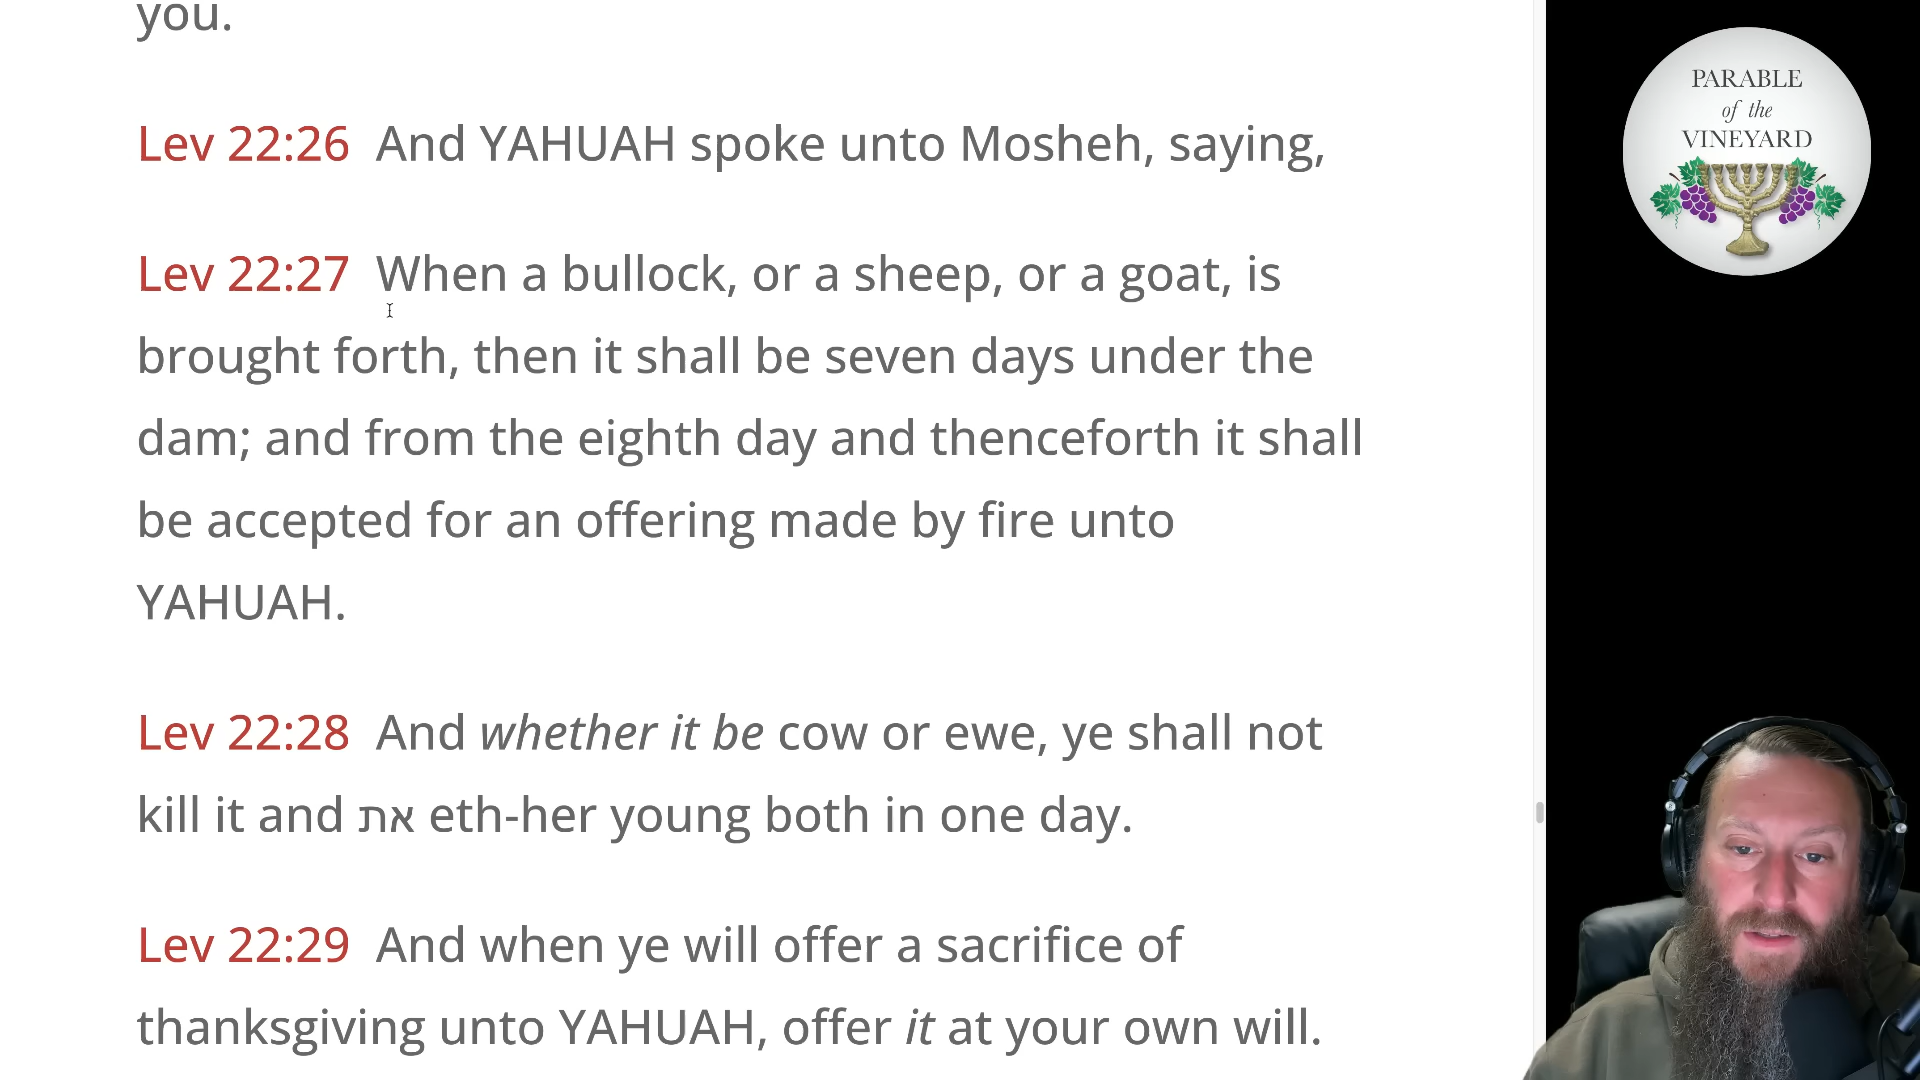 you.
Lev 22:26 And YAHUAH spoke unto Mosheh, saying,
Lev 22:27 When a bullock, or a sheep, or a goat, is
brought forth, then it shall be seven days under the
dam; and from the eighth day and thenceforth it shall
be accepted for an offering made by fire unto
YAHUAH.
Lev 22:28 And whether it be cow or ewe, ye shall not
kill it and את eth-her young both in one day.
Lev 22:29 And when ye will offer a sacrifice of
thanksgiving unto YAHUAH, offer it at your own will.
PARABLE
of the
VINEYARD